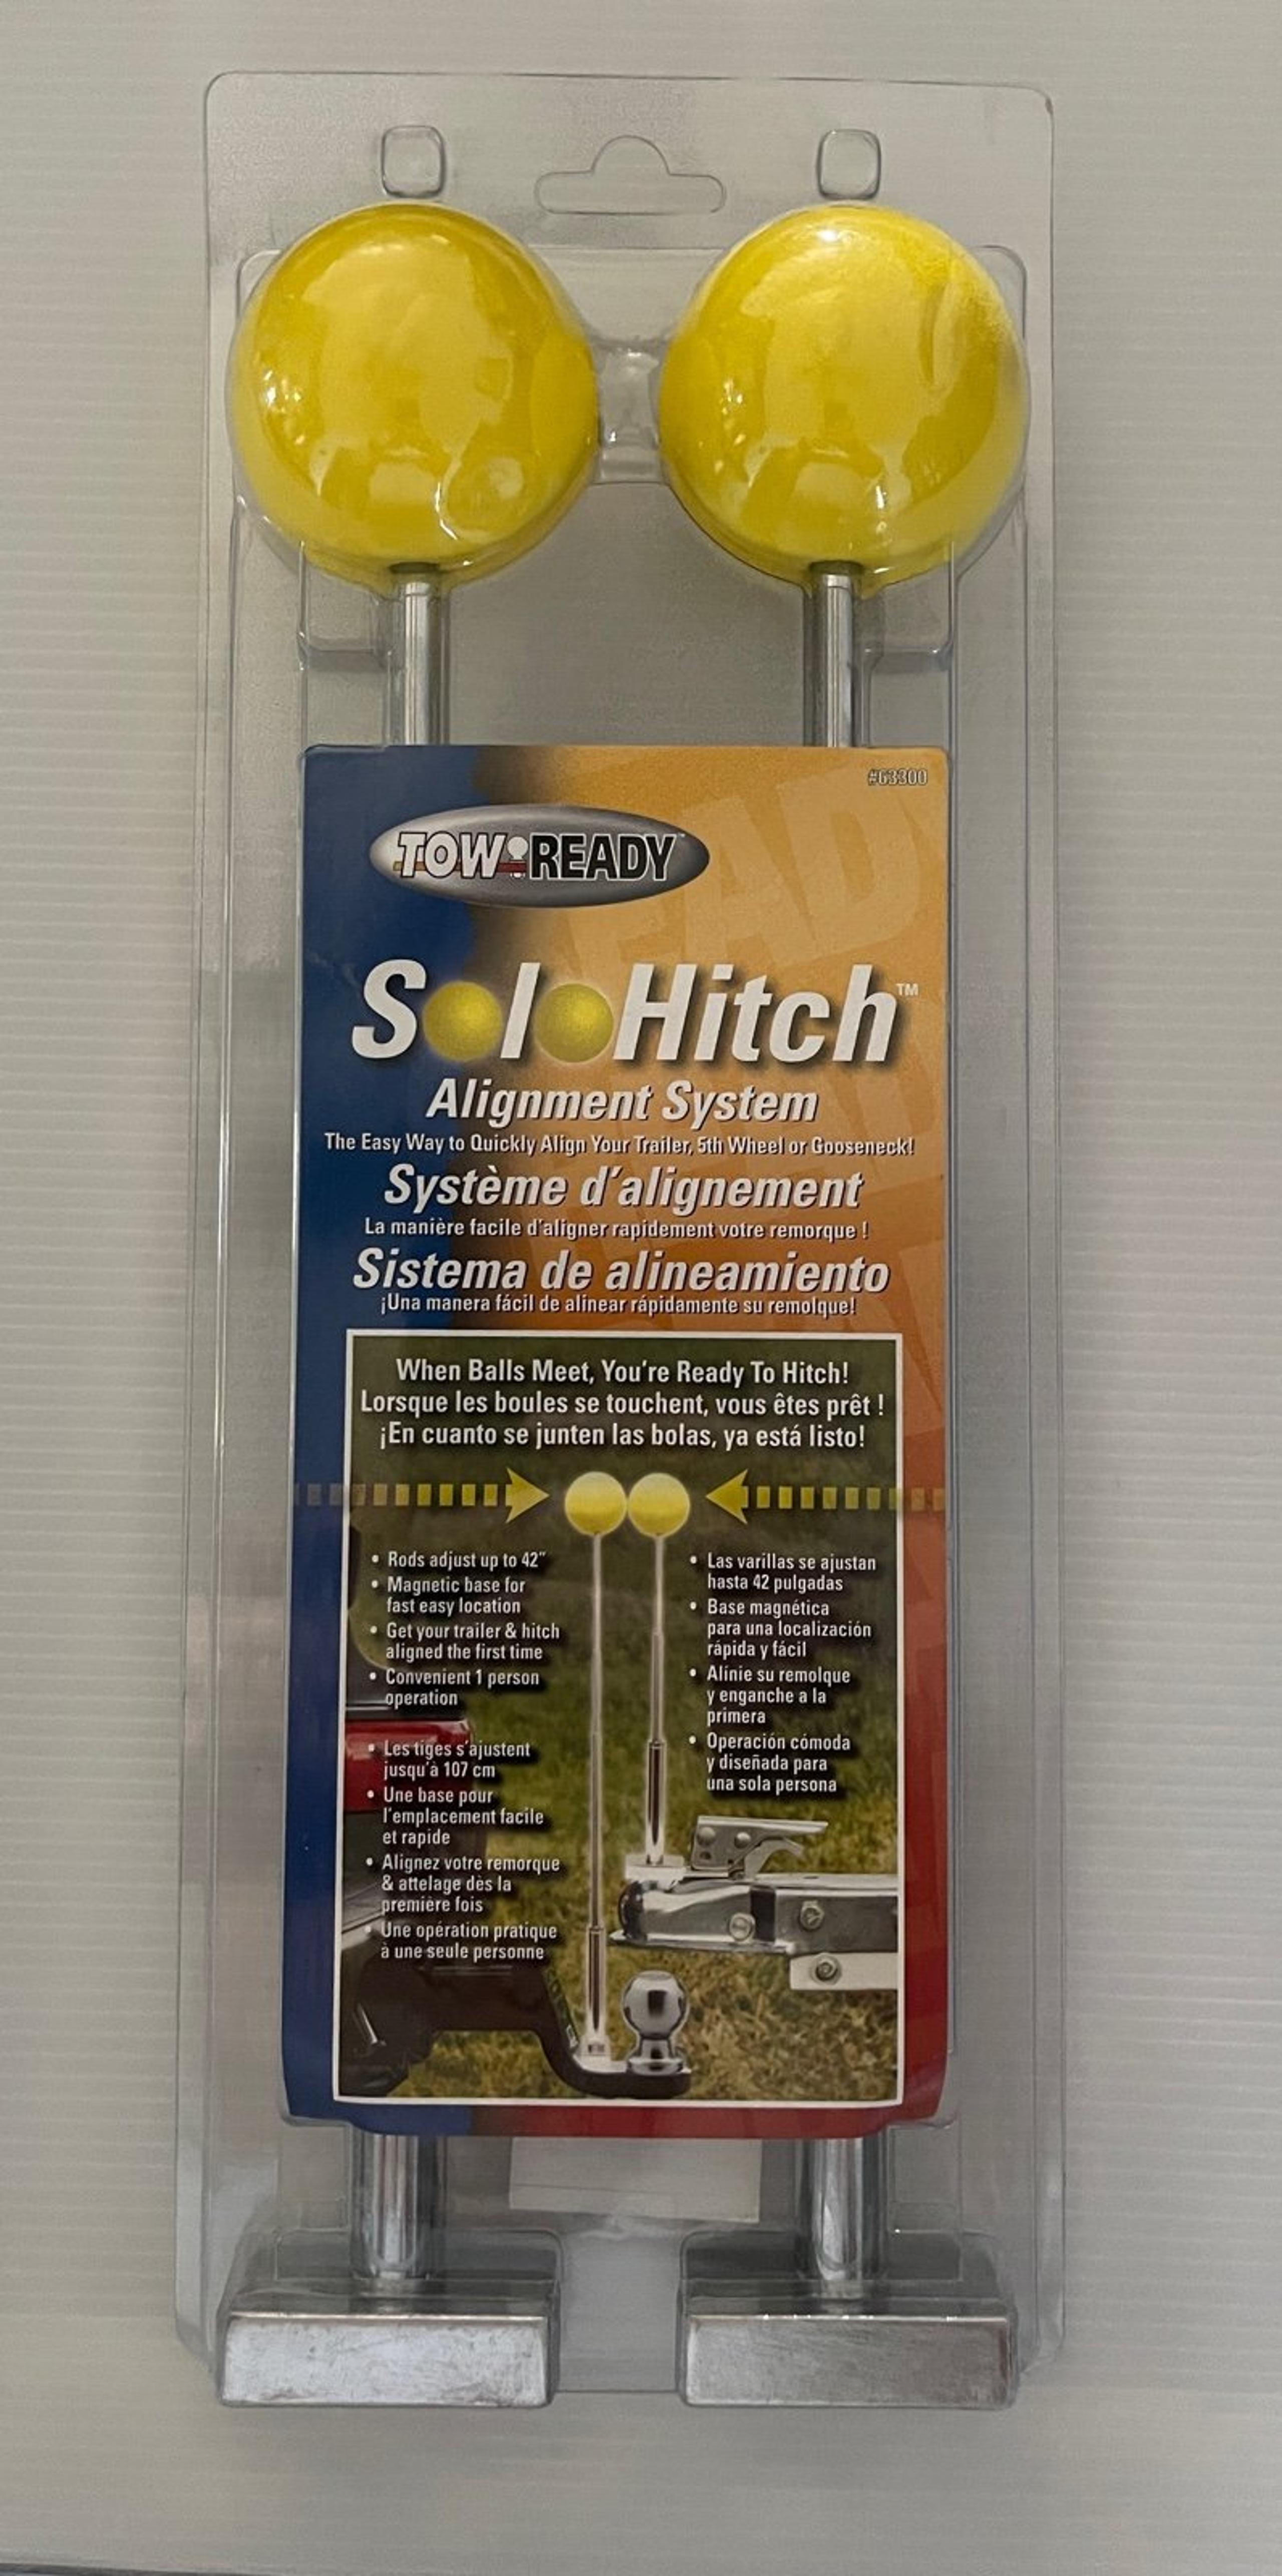 #63300
TOW READY
SoloHitch™
Alignment System
The Easy Way to Quickly Align Your Trailer, 5th Wheel or Gooseneck!
Système d'alignement
La manière facile d'aligner rapidement votre remorque !
Sistema de alineamiento
¡Una manera fácil de alinear rápidamente su remolque!
When Balls Meet, You're Ready To Hitch!
Lorsque les boules se touchent, vous êtes prêt !
¡En cuanto se junten las bolas, ya está listo!
• Rods adjust up to 42"
• Magnetic base for
fast easy location
• Get your trailer & hitch
aligned the first time
• Convenient 1 person
operation
• Les tiges s'ajustent
jusqu'à 107 cm
• Une base pour
l'emplacement facile
et rapide
• Alignez votre remorque
& attelage dès la
première fois
• Une opération pratique
à une seule personne
• Las varillas se ajustan
hasta 42 pulgadas
• Base magnética
para una localización
rápida y fácil
• Alínie su remolque
y enganche a la
primera
• Operación cómoda
y diseñada para
una sola persona